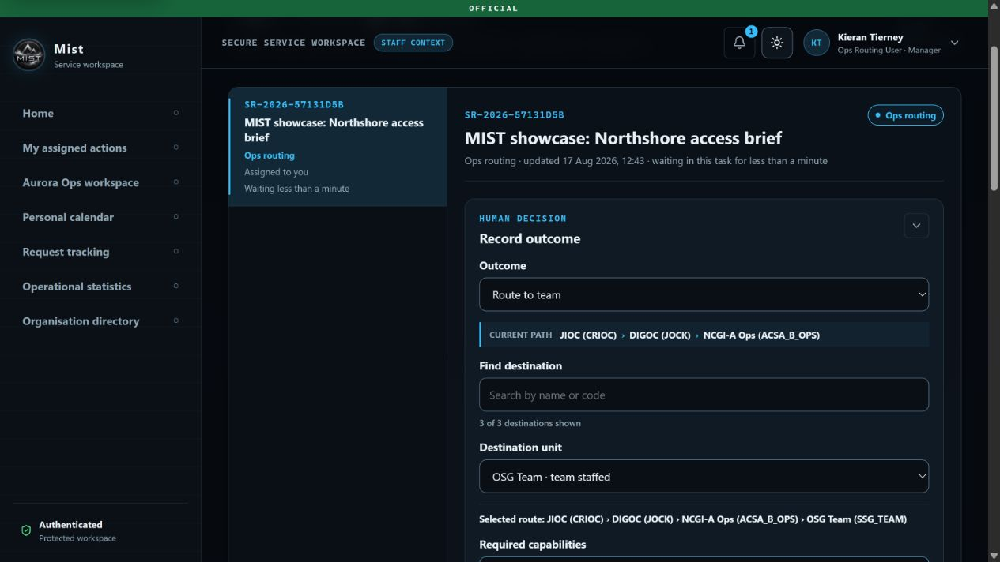 OFFICIAL
MIST
Mist
Service workspace
Home
My assigned actions
Aurora Ops workspace
Personal calendar
Request tracking
Operational statistics
Organisation directory
Authenticated
Protected workspace
SECURE SERVICE WORKSPACE
STAFF CONTEXT
1
KT
Kieran Tierney
Ops Routing User · Manager
SR-2026-57131D5B
MIST showcase: Northshore access
brief
Ops routing
Assigned to you
Waiting less than a minute
SR-2026-57131D5B
MIST showcase: Northshore access brief
Ops routing · updated 17 Aug 2026, 12:43 · waiting in this task for less than a minute
Ops routing
HUMAN DECISION
Record outcome
Outcome
Route to team
CURRENT PATH JIOC (CRIOC) › DIGOC (JOCK) › NCGI-A Ops (ACSA_B_OPS)
Find destination
Search by name or code
3 of 3 destinations shown
Destination unit
OSG Team · team staffed
Selected route: JIOC (CRIOC) › DIGOC (JOCK) › NCGI-A Ops (ACSA_B_OPS) › OSG Team (SSG_TEAM)
Required capabilities